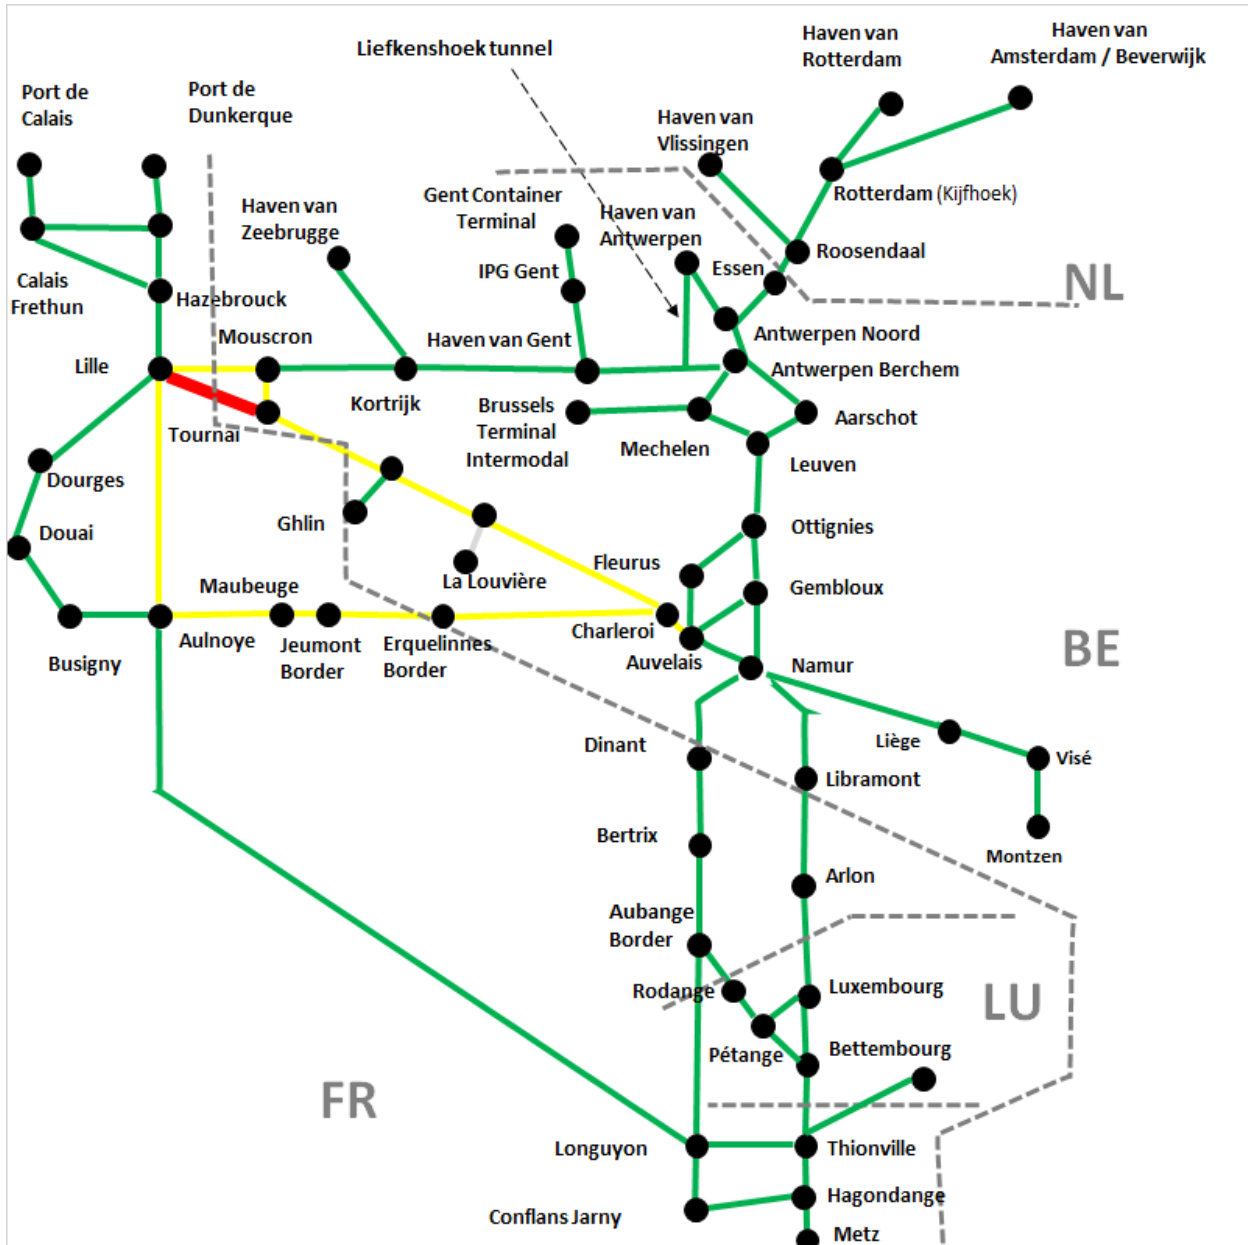 Haven van
Rotterdam
Haven van
Amsterdam / Beverwijk
Liefkenshoek tunnel
Port de
Calais
Port de
Dunkerque
Haven van
Vlissingen
Gent Container
Terminal
Rotterdam (Kijfhoek)
Haven van
Zeebrugge
Haven van
Antwerpen
Roosendaal
IPG Gent
Essen
NL
Calais
Frethun
Hazebrouck
Mouscron
Haven van Gent
Antwerpen Noord
Lille
Antwerpen Berchem
Kortrijk
Brussels
Terminal
Intermodal
Aarschot
Tournai
Mechelen
Leuven
Dourges
Ghlin
Ottignies
Douai
Fleurus
La Louvière
Maubeuge
Gembloux
Aulnoye
Jeumont
Border
Erquelinnes
Border
Charleroi
BE
Busigny
Auvelais
Namur
Dinant
Liège
Visé
Libramont
Bertrix
Montzen
Arlon
Aubange
Border
Rodange
Luxembourg
LU
Pétange
Bettembourg
FR
Longuyon
Thionville
Hagondange
Conflans Jarny
Metz